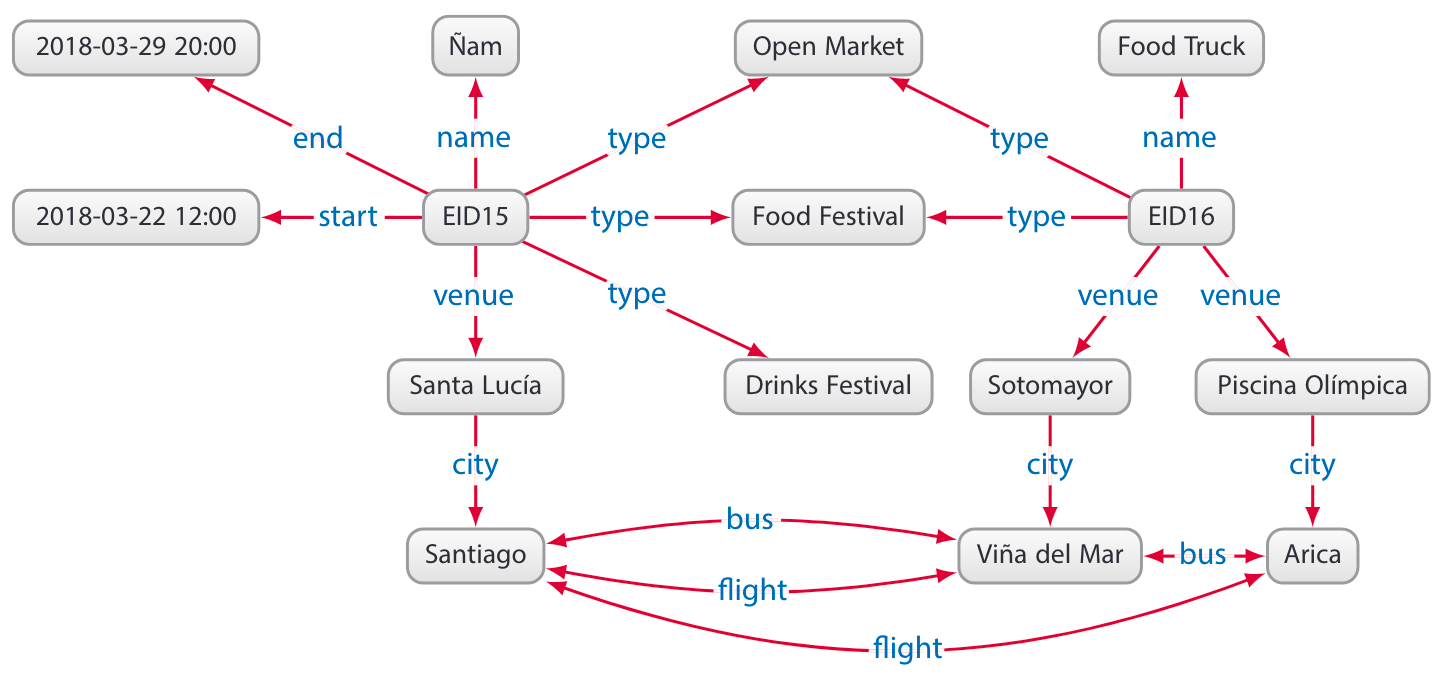 2018-03-29 20:00
Ñam
Open Market
Food Truck
end
name
type
type
name
2018-03-22 12:00
start
EID15
type
Food Festival
type
EID16
venue
type
venue
venue
Santa Lucía
Drinks Festival
Sotomayor
Piscina Olímpica
city
city
city
bus
Santiago
Viña del Mar
bus
Arica
flight
flight